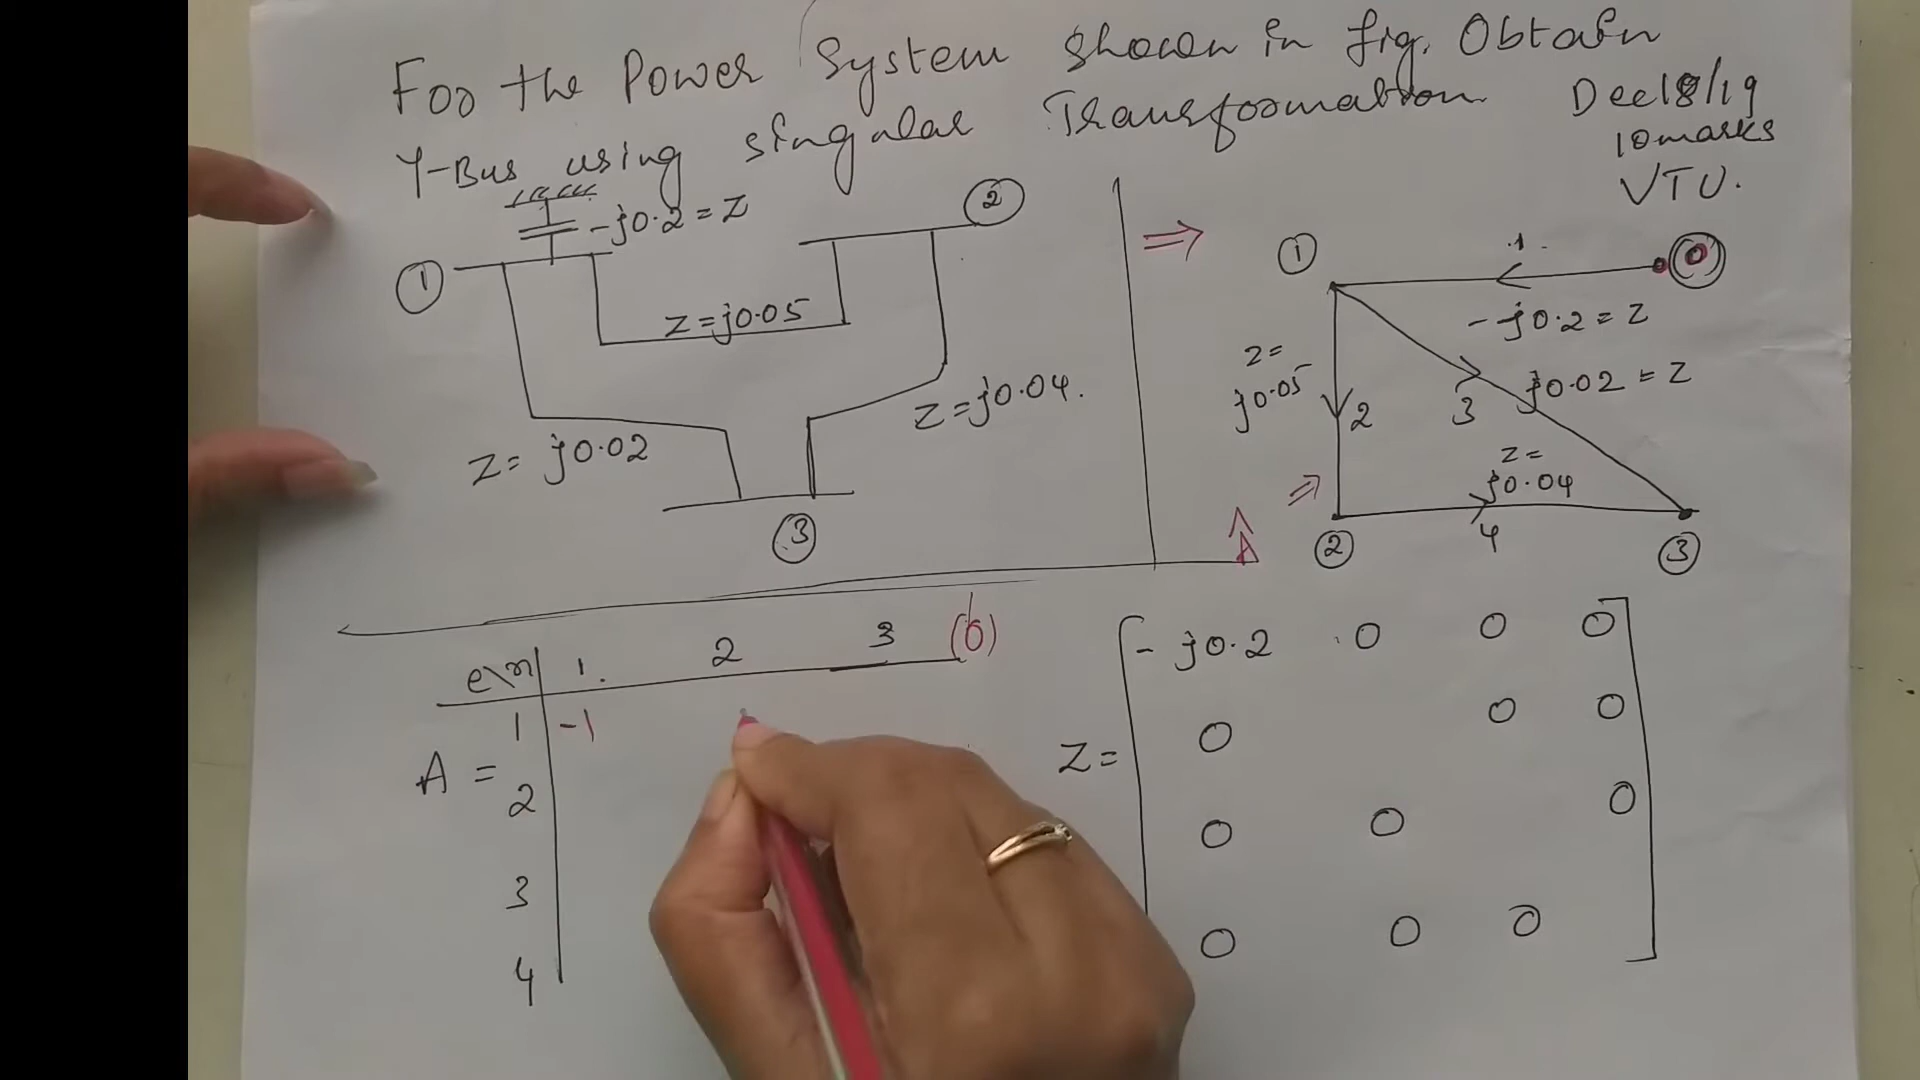 For the Power System shown in fig. Obtain
Y-Bus using singular Transformation. Dec18/19
10marks
VTU.
-j0.2 = Z
①
②
Z=j0.05
Z=j0.04.
Z= j0.02
③
⇒
①
1
0
-j0.2 = Z
Z=
j0.05
2
3
j0.02 = Z
Z=
j0.04
4
②
③
⇒
A
e\n 1. 2 3 (0)
1 -1
A = 2
3
4
Z =
-j0.2 0 0 0
0 0 0
0 0 0
0 0 0